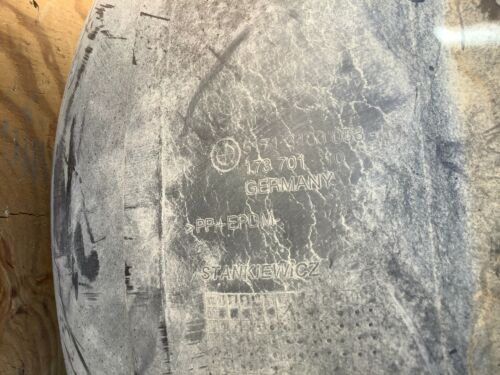 173 701
GERMANY
>PP+EPDM<
STANKIEWICZ